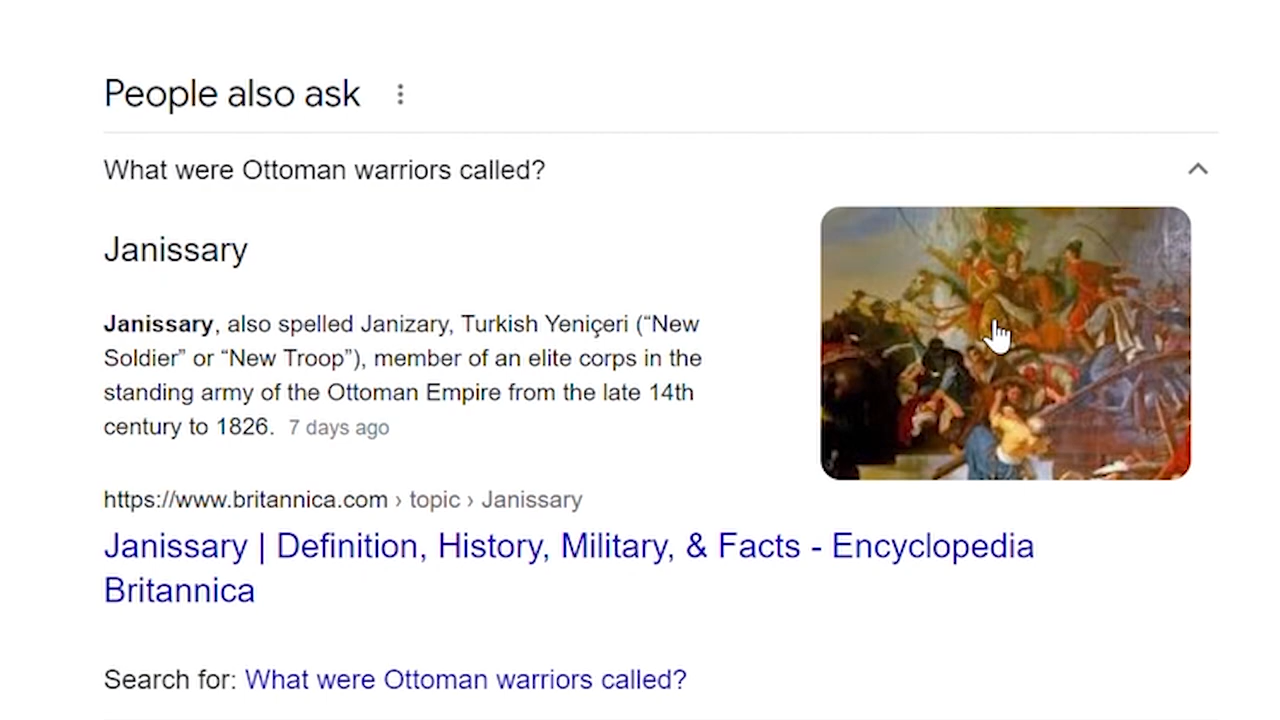 People also ask
What were Ottoman warriors called?
Janissary
Janissary, also spelled Janizary, Turkish Yeniçeri (“New
Soldier” or “New Troop”), member of an elite corps in the
standing army of the Ottoman Empire from the late 14th
century to 1826. 7 days ago
https://www.britannica.com › topic › Janissary
Janissary | Definition, History, Military, & Facts - Encyclopedia
Britannica
Search for: What were Ottoman warriors called?